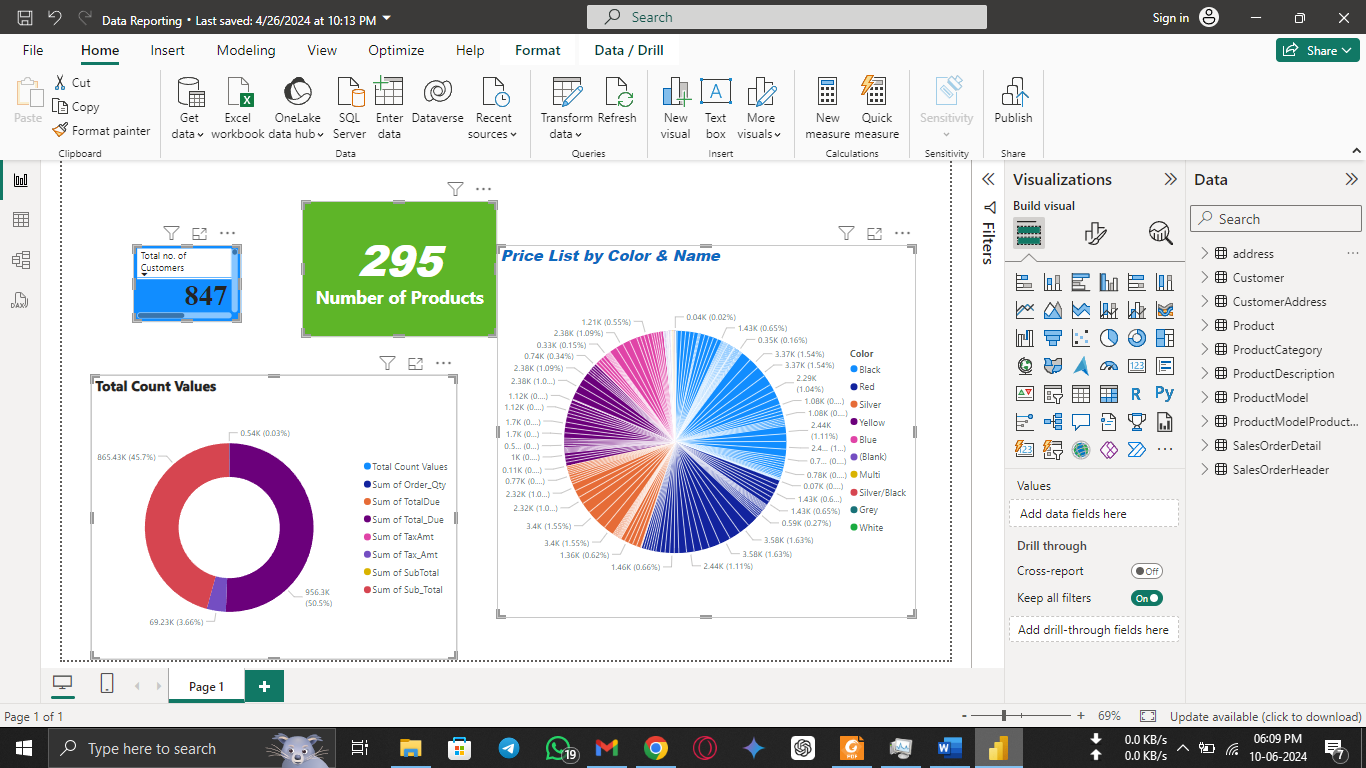 Data Reporting • Last saved: 4/26/2024 at 10:13 PM
Search
Sign in
File
Home
Insert
Modeling
View
Optimize
Help
Format
Data / Drill
Share
Paste
Cut
Copy
Format painter
Clipboard
Get data
Excel workbook
OneLake data hub
SQL Server
Enter data
Dataverse
Recent sources
Data
Transform data
Refresh
Queries
New visual
Text box
More visuals
Insert
New measure
Quick measure
Calculations
Sensitivity
Sensitivity
Publish
Share
Total no. of
Customers
847
295
Number of Products
Total Count Values
0.54K (0.03%)
865.43K (45.7%)
956.3K
(50.5%)
69.23K (3.66%)
Total Count Values
Sum of Order_Qty
Sum of TotalDue
Sum of Total_Due
Sum of TaxAmt
Sum of Tax_Amt
Sum of SubTotal
Sum of Sub_Total
Price List by Color & Name
0.04K (0.02%)
1.43K (0.65%)
0.35K (0.16%)
3.37K (1.54%)
3.37K (1.54%)
2.29K
(1.04%)
1.08K (0....)
1.08K (0....)
2.44K
(1.11%)
2.4... (1...)
0.7... (0...)
0.78K (0....)
0.07K (0....)
1.43K (0.6...)
1.43K (0.65%)
0.59K (0.27%)
3.58K (1.63%)
3.58K (1.63%)
2.44K (1.11%)
1.46K (0.66%)
1.36K (0.62%)
3.4K (1.55%)
3.4K (1.55%)
2.32K (1.0...)
2.32K (1.0...)
0.77K (0....)
0.11K (0....)
1K (0....)
0.5... (0....)
1.7K (0...)
1.7K (0...)
1.12K (0....)
1.12K (0....)
2.38K (1.0...)
2.38K (1.09%)
0.74K (0.34%)
0.33K (0.15%)
2.38K (1.09%)
1.21K (0.55%)
Color
Black
Red
Silver
Yellow
Blue
(Blank)
Multi
Silver/Black
Grey
White
Filters
Visualizations
Build visual
R
Py
123
Values
Add data fields here
Drill through
Cross-report
Off
Keep all filters
On
Add drill-through fields here
Data
Search
address
Customer
CustomerAddress
Product
ProductCategory
ProductDescription
ProductModel
ProductModelProduct...
SalesOrderDetail
SalesOrderHeader
DAX
Page 1
Page 1 of 1
69%
Update available (click to download)
Type here to search
19
PDF
0.0 KB/s
0.0 KB/s
06:09 PM
10-06-2024
7